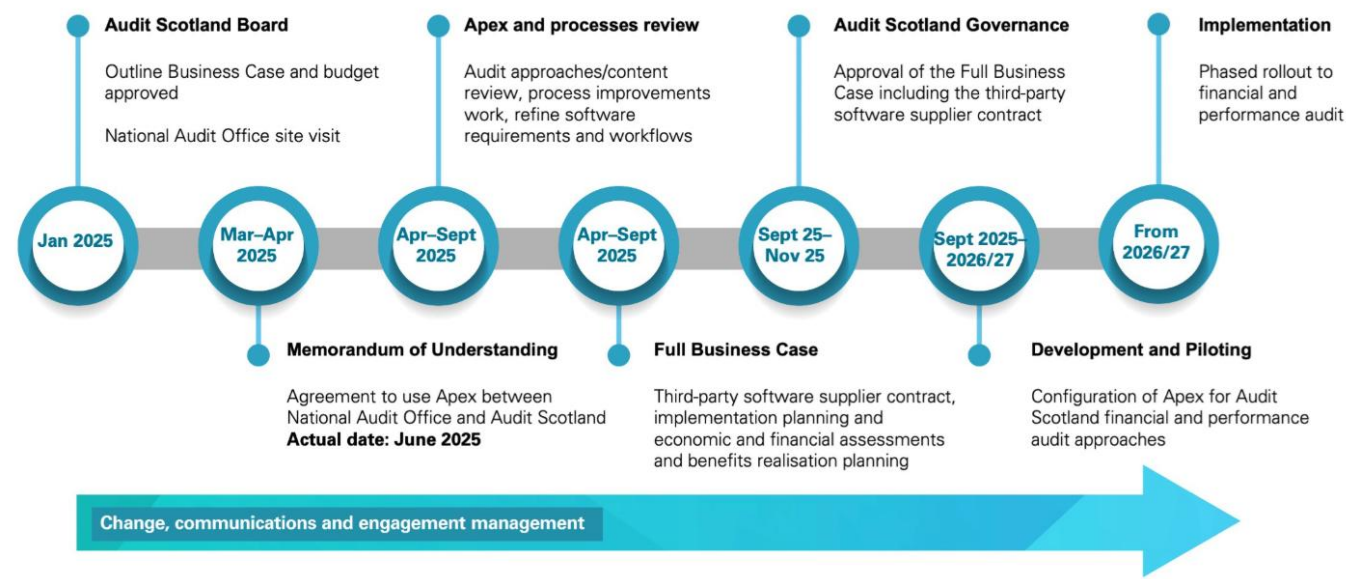 Audit Scotland Board
Outline Business Case and budget
approved
National Audit Office site visit
Apex and processes review
Audit approaches/content
review, process improvements
work, refine software
requirements and workflows
Audit Scotland Governance
Approval of the Full Business
Case including the third-party
software supplier contract
Implementation
Phased rollout to
financial and
performance audit
Jan 2025
Mar–Apr
2025
Apr–Sept
2025
Apr–Sept
2025
Sept 25–
Nov 25
Sept 2025–
2026/27
From
2026/27
Memorandum of Understanding
Agreement to use Apex between
National Audit Office and Audit Scotland
Actual date: June 2025
Full Business Case
Third-party software supplier contract,
implementation planning and
economic and financial assessments
and benefits realisation planning
Development and Piloting
Configuration of Apex for Audit
Scotland financial and performance
audit approaches
Change, communications and engagement management